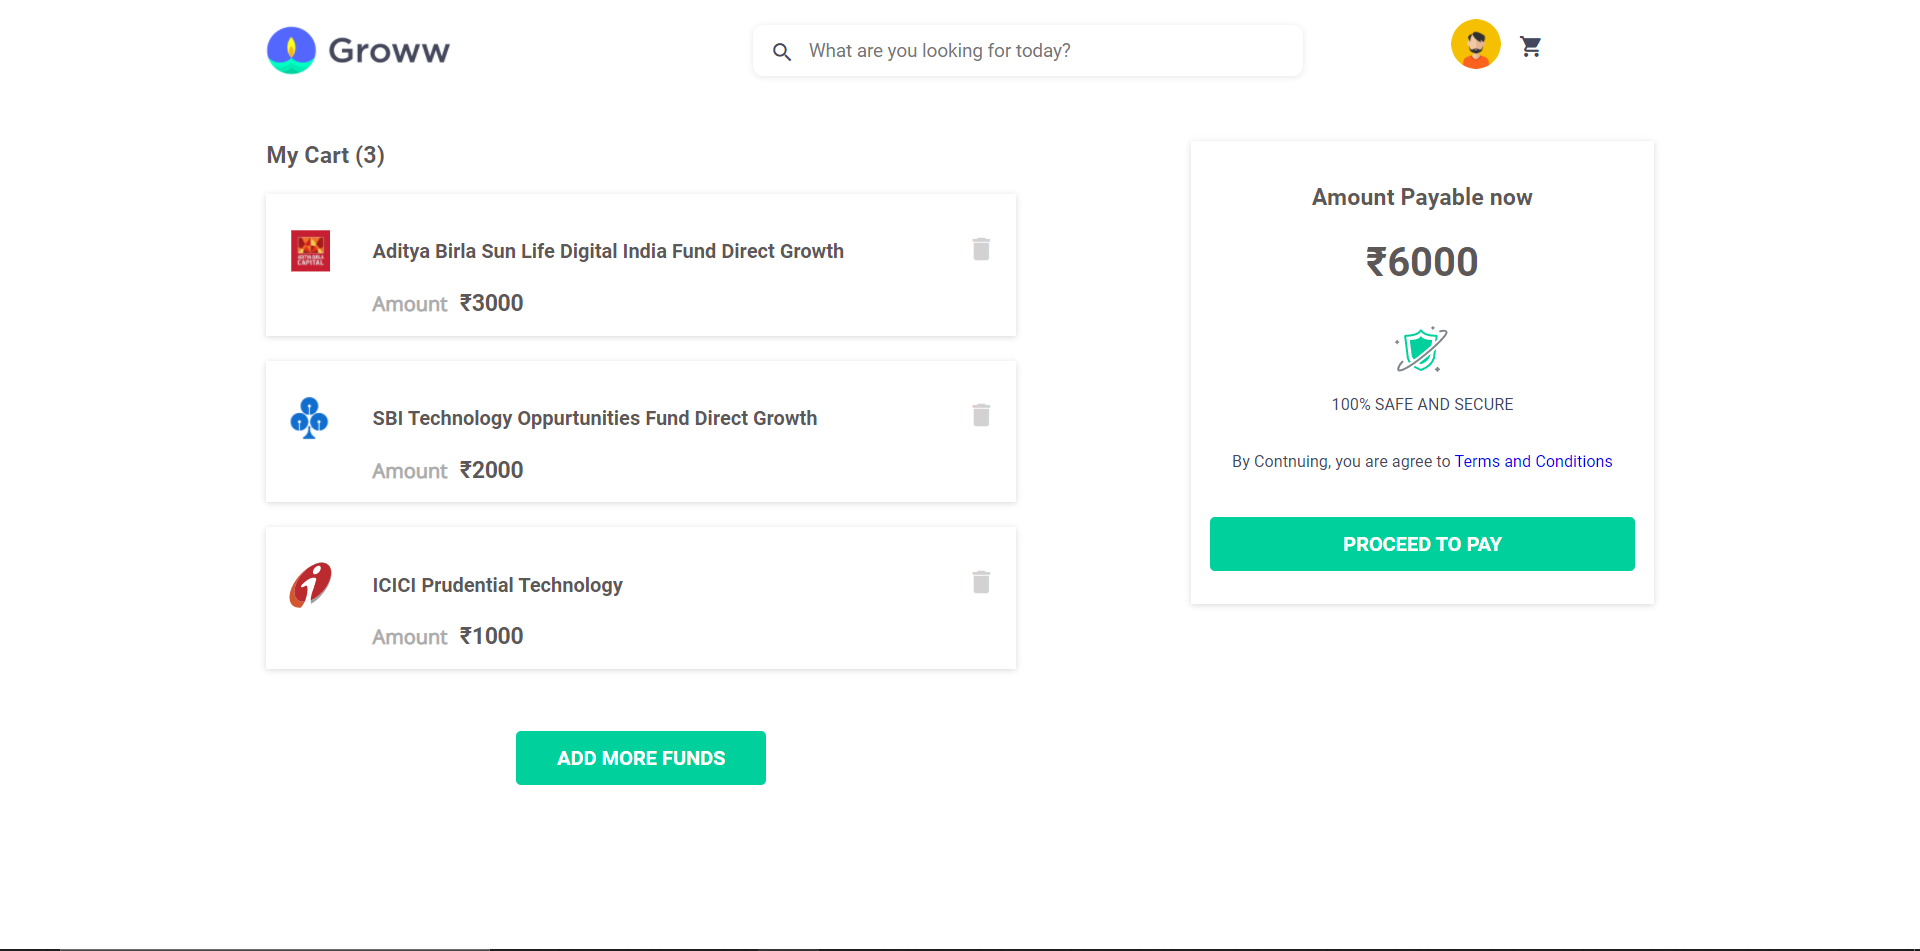 Groww
What are you looking for today?
My Cart (3)
ADITYA BIRLA
CAPITAL
Aditya Birla Sun Life Digital India Fund Direct Growth
Amount ₹3000
SBI Technology Oppurtunities Fund Direct Growth
Amount ₹2000
ICICI Prudential Technology
Amount ₹1000
ADD MORE FUNDS
Amount Payable now
₹6000
100% SAFE AND SECURE
By Contnuing, you are agree to Terms and Conditions
PROCEED TO PAY